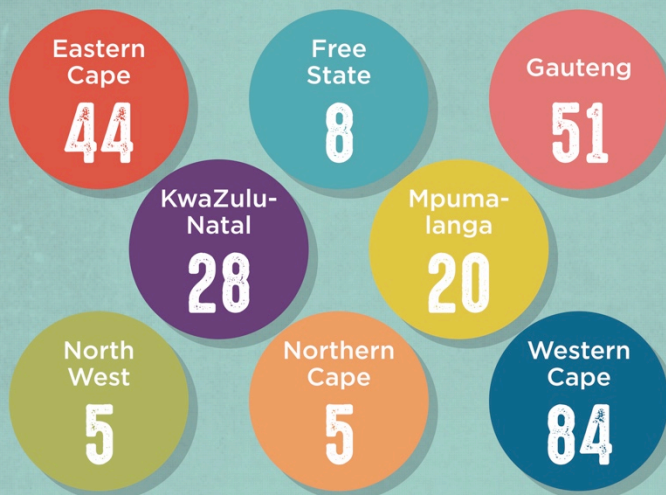 Eastern
Cape
44
Free
State
8
Gauteng
51
KwaZulu-
Natal
28
Mpuma-
langa
20
North
West
5
Northern
Cape
5
Western
Cape
84